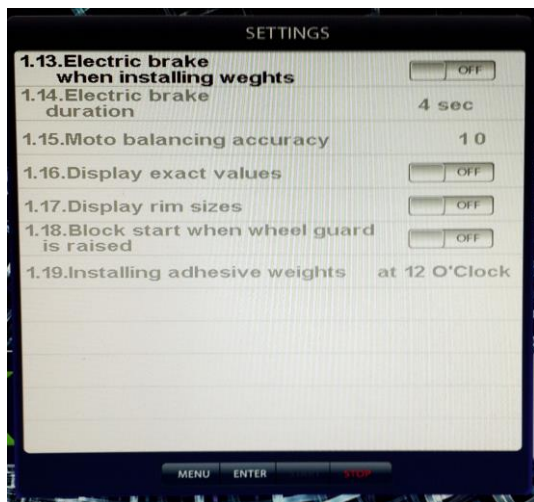 SETTINGS
1.13.Electric brake
when installing weghts
OFF
1.14.Electric brake
duration
4 sec
1.15.Moto balancing accuracy
10
1.16.Display exact values
OFF
1.17.Display rim sizes
OFF
1.18.Block start when wheel guard
is raised
OFF
1.19.Installing adhesive weights
at 12 O'Clock
MENU
ENTER
STOP